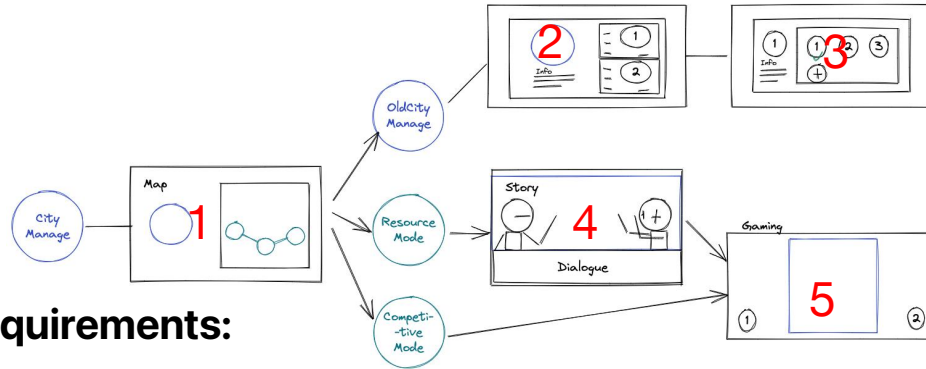 City
Manage
Map
1
OldCity
Manage
Resource
Mode
Competi-
-tive
Mode
2
Info
1
2
1
Info
1
2
3
3
+
Story
4
1 +
Dialogue
Gaming
5
1
2
quirements: